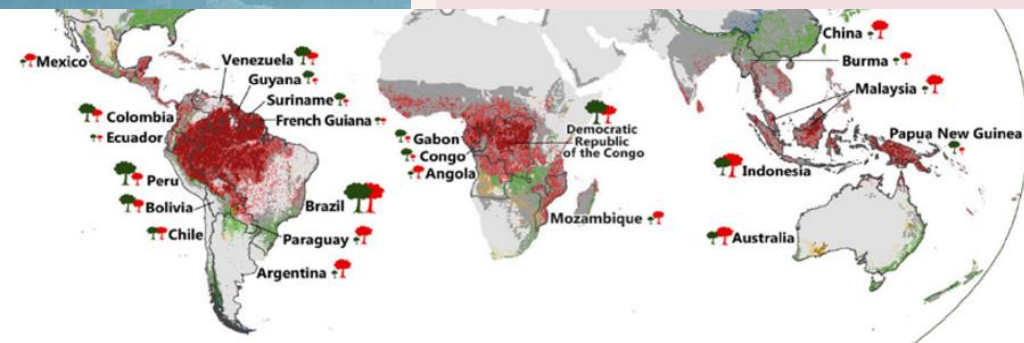 Mexico
Venezuela
Guyana
Suriname
French Guiana
Colombia
Ecuador
Peru
Bolivia
Brazil
Chile
Paraguay
Argentina
Gabon
Congo
Angola
Democratic
Republic
of the Congo
Mozambique
China
Burma
Malaysia
Papua New Guinea
Indonesia
Australia